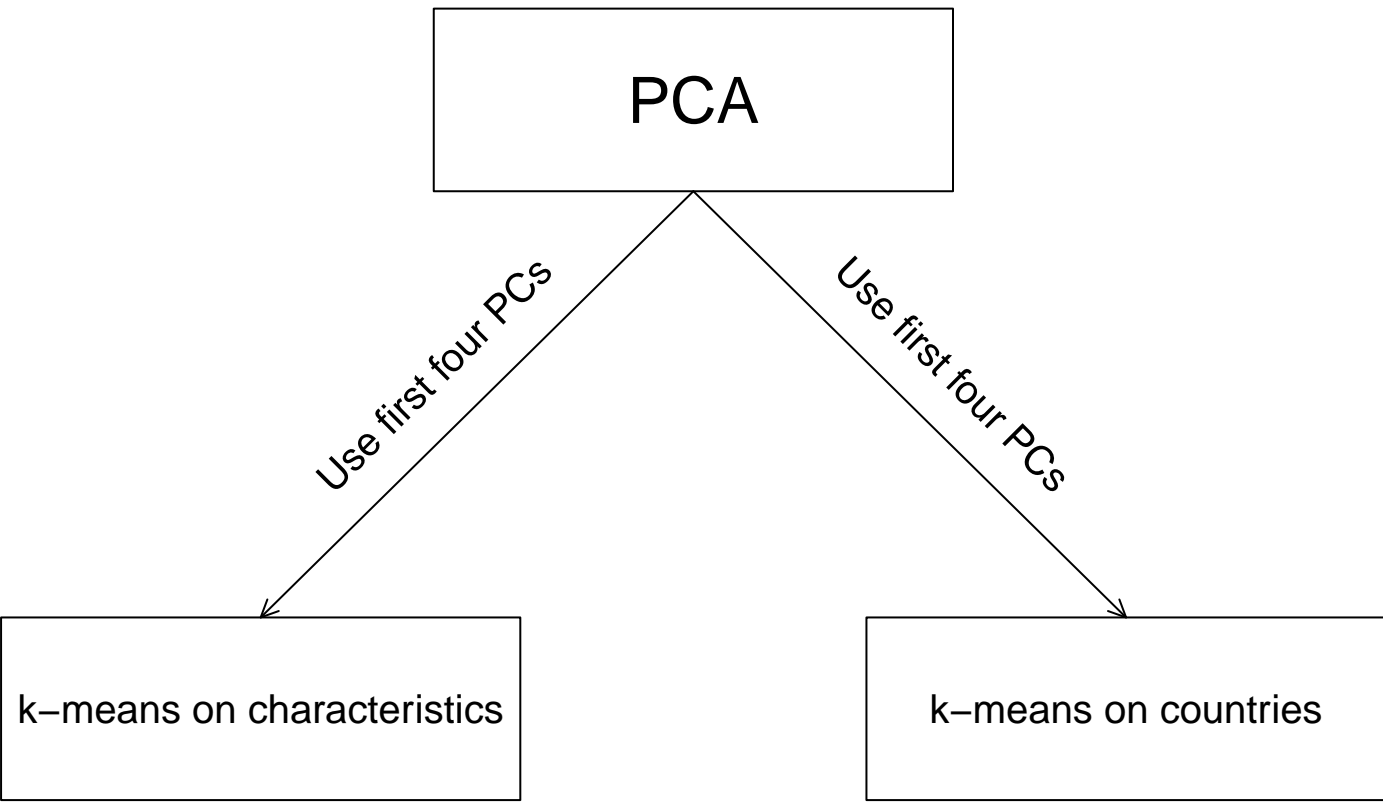 PCA
Use first four PCs
Use first four PCs
k−means on characteristics
k−means on countries